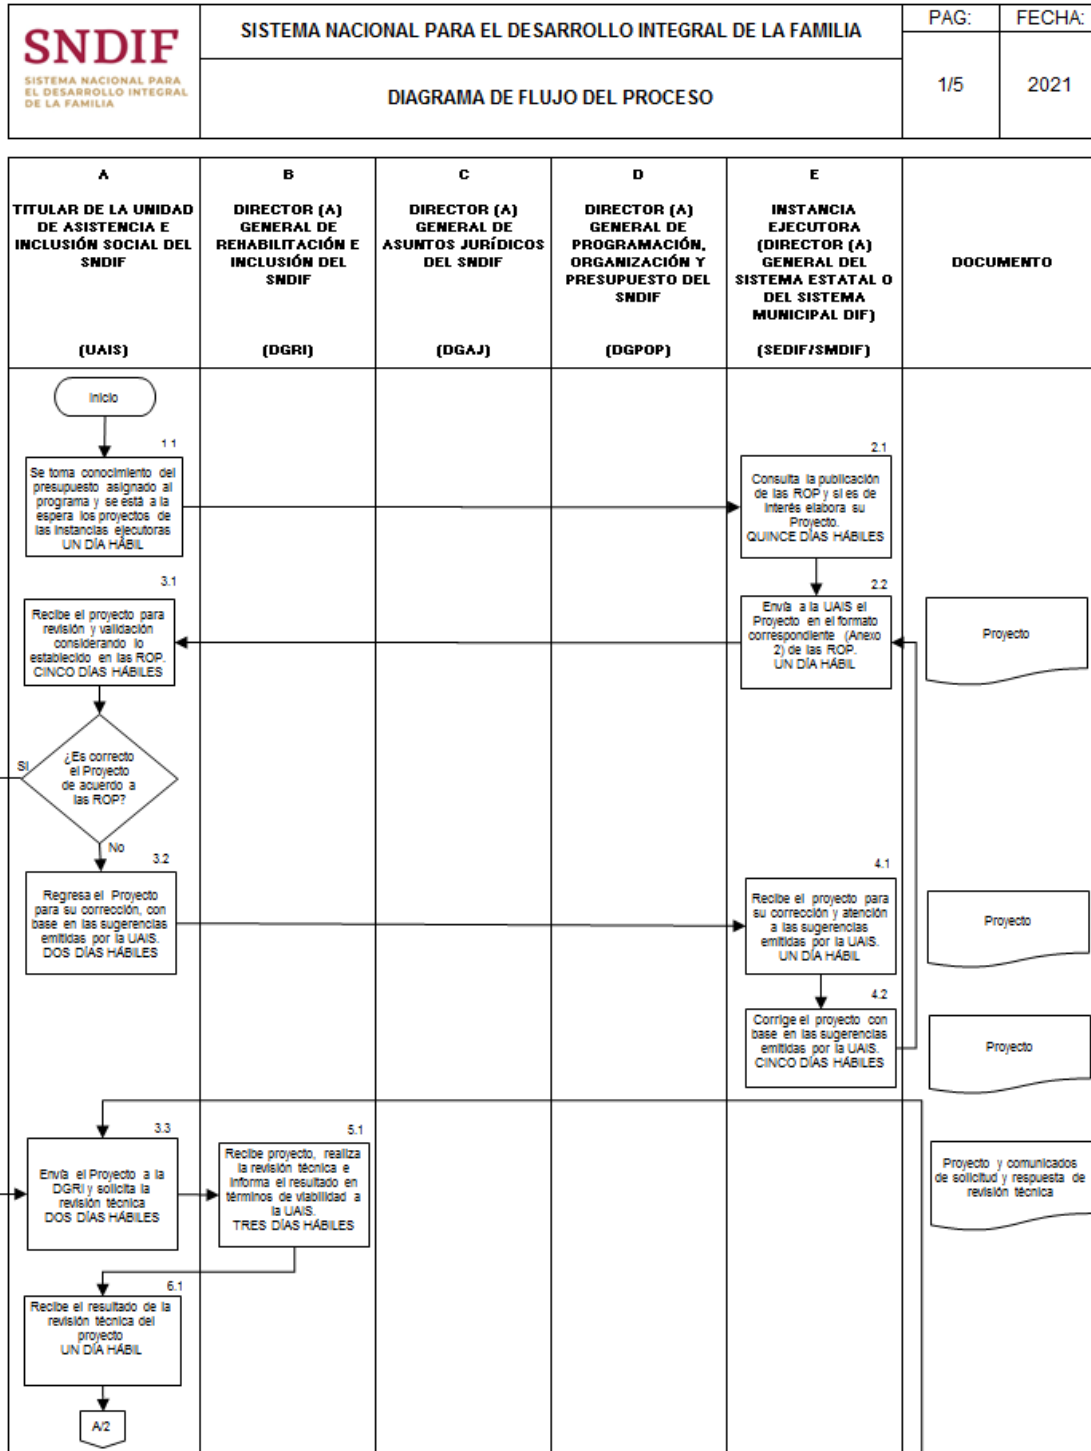 SNDIF
SISTEMA NACIONAL PARA
EL DESARROLLO INTEGRAL
DE LA FAMILIA
SISTEMA NACIONAL PARA EL DESARROLLO INTEGRAL DE LA FAMILIA
DIAGRAMA DE FLUJO DEL PROCESO
PAG:
FECHA:
1/5
2021
A
TITULAR DE LA UNIDAD
DE ASISTENCIA E
INCLUSIÓN SOCIAL DEL
SNDIF
(UAIS)
B
DIRECTOR (A)
GENERAL DE
REHABILITACIÓN E
INCLUSIÓN DEL
SNDIF
(DGRI)
C
DIRECTOR (A)
GENERAL DE
ASUNTOS JURÍDICOS
DEL SNDIF
(DGAJ)
D
DIRECTOR (A)
GENERAL DE
PROGRAMACIÓN,
ORGANIZACIÓN Y
PRESUPUESTO DEL
SNDIF
(DGPOP)
E
INSTANCIA
EJECUTORA
(DIRECTOR (A)
GENERAL DEL
SISTEMA ESTATAL O
DEL SISTEMA
MUNICIPAL DIF)
(SEDIF/SMDIF)
DOCUMENTO
Inicio
1.1
Se toma conocimiento del
presupuesto asignado al
programa y se está a la
espera los proyectos de
las instancias ejecutoras
UN DÍA HÁBIL
2.1
Consulta la publicación
de las ROP y si es de
interés elabora su
Proyecto.
QUINCE DÍAS HÁBILES
3.1
Recibe el proyecto para
revisión y validación
considerando lo
establecido en las ROP.
CINCO DÍAS HÁBILES
2.2
Envía a la UAIS el
Proyecto en el formato
correspondiente (Anexo
2) de las ROP.
UN DÍA HÁBIL
Proyecto
¿Es correcto
el Proyecto
de acuerdo a
las ROP?
SI
No
3.2
Regresa el Proyecto
para su corrección, con
base en las sugerencias
emitidas por la UAIS.
DOS DÍAS HÁBILES
4.1
Recibe el proyecto para
su corrección y atención
a las sugerencias
emitidas por la UAIS.
UN DÍA HÁBIL
Proyecto
4.2
Corrige el proyecto con
base en las sugerencias
emitidas por la UAIS.
CINCO DÍAS HÁBILES
Proyecto
3.3
Envía el Proyecto a la
DGRI y solicita la
revisión técnica
DOS DÍAS HÁBILES
5.1
Recibe proyecto, realiza
la revisión técnica e
informa el resultado en
términos de viabilidad a
la UAIS.
TRES DÍAS HÁBILES
Proyecto y comunicados
de solicitud y respuesta de
revisión técnica
6.1
Recibe el resultado de la
revisión técnica del
proyecto
UN DÍA HÁBIL
A/2